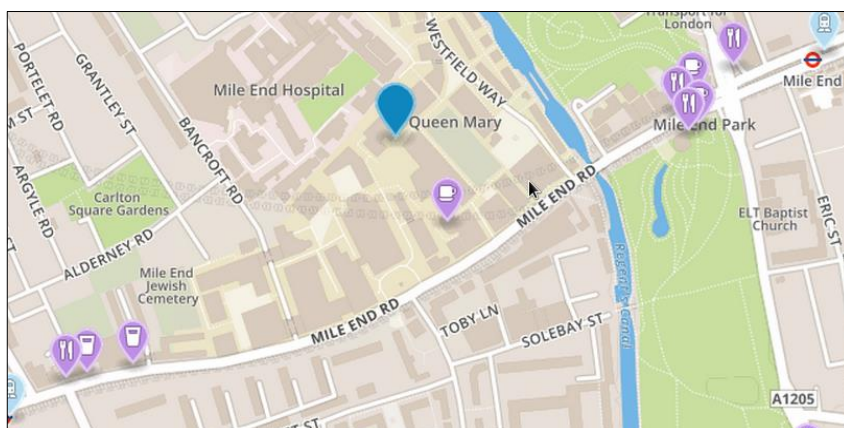 Transport for
London
WESTFIELD WAY
PORTELET RD
GRANTLEY ST
Mile End Hospital
Mile End
Queen Mary
Mile End Park
BANCROFT RD
ARGYLE RD
Carlton
Square Gardens
MILE END RD
ELT Baptist
Church
ERIC ST
ALDERNEY RD
Mile End
Jewish
Cemetery
Regent's Canal
MILE END RD
TOBY LN
SOLEBAY ST
A1205
ST